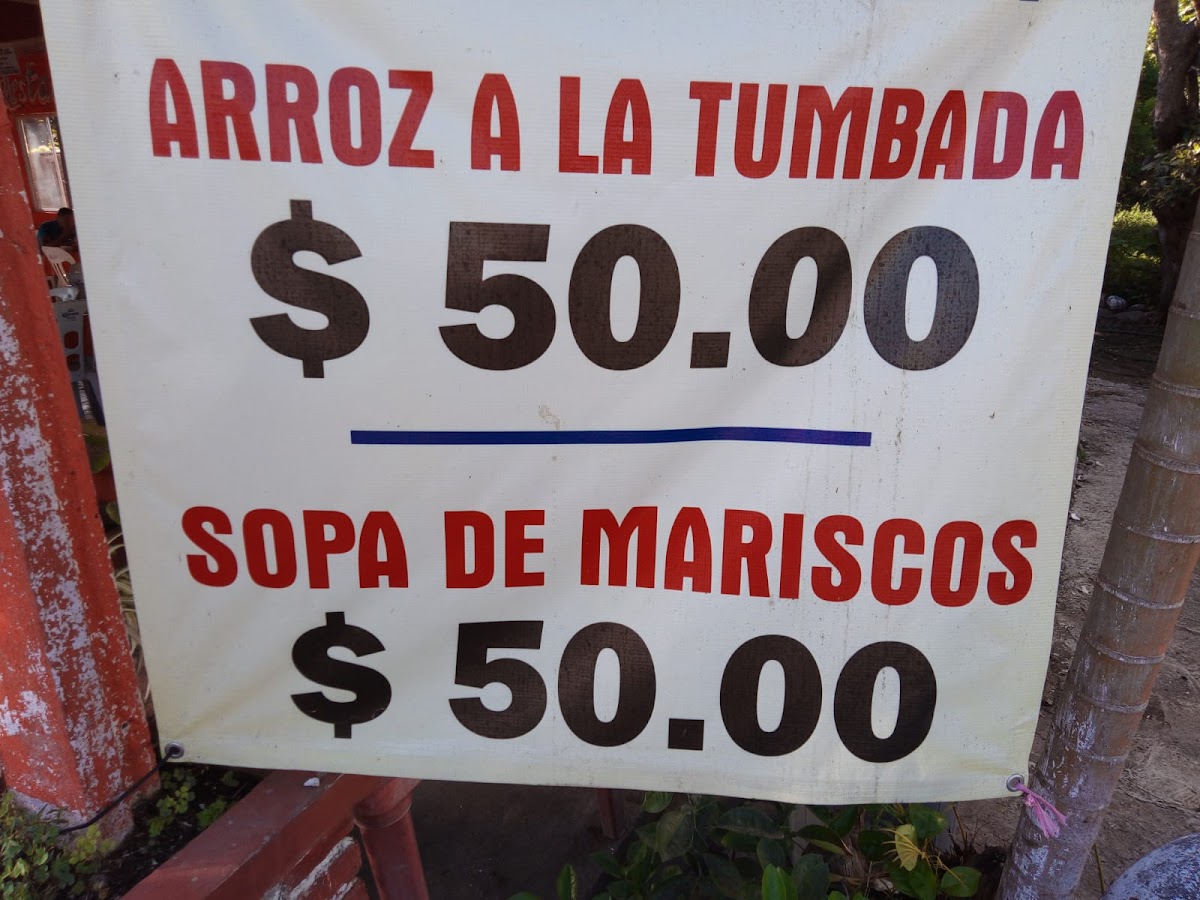 ARROZ A LA TUMBADA
$ 50.00
SOPA DE MARISCOS
$ 50.00